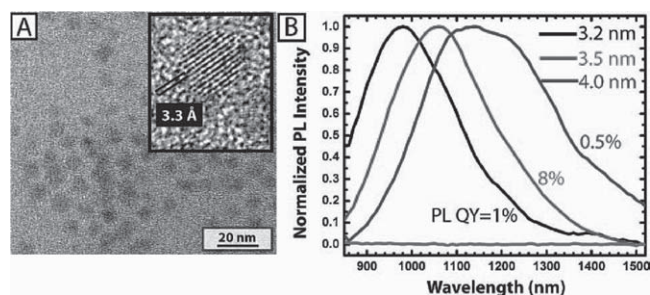 A
3.3 Å
20 nm
B
Normalized PL Intensity
1.0
0.9
0.8
0.7
0.6
0.5
0.4
0.3
0.2
0.1
0.0
3.2 nm
3.5 nm
4.0 nm
0.5%
8%
PL QY=1%
900 1000 1100 1200 1300 1400 1500
Wavelength (nm)